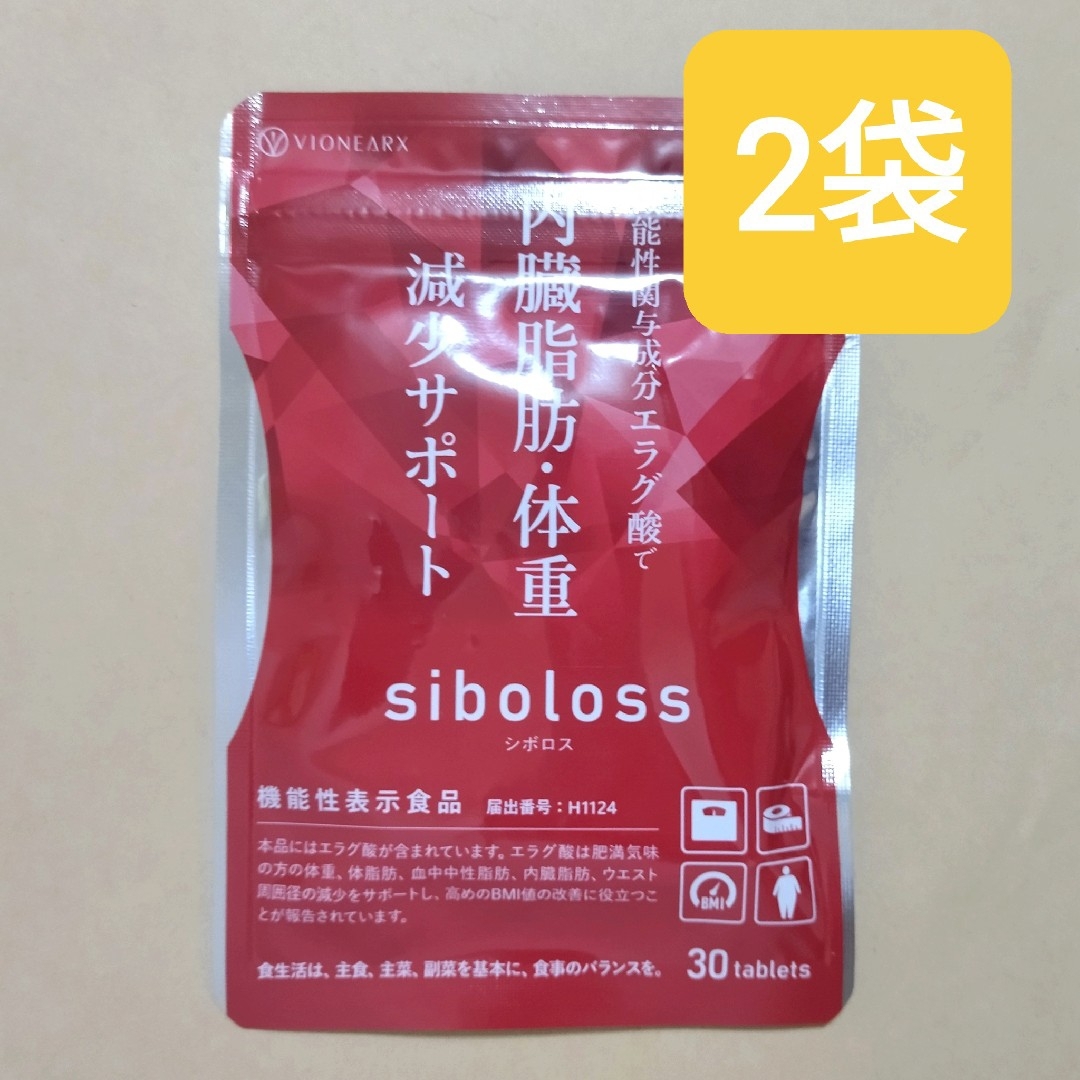 2袋
VIONEARX
能性関与成分エラグ酸で
内臓脂肪・体重
減少サポート
siboloss
シボロス
機能性表示食品 届出番号：H1124
本品にはエラグ酸が含まれています。エラグ酸は肥満気味
の方の体重、体脂肪、血中中性脂肪、内臓脂肪、ウエスト
周囲径の減少をサポートし、高めのBMI値の改善に役立つこ
とが報告されています。
BMI
食生活は、主食、主菜、副菜を基本に、食事のバランスを。
30 tablets